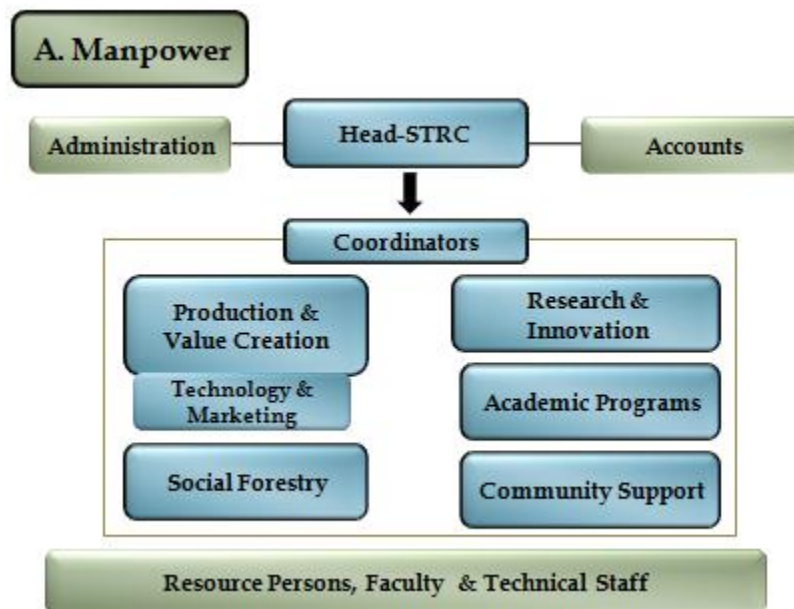 A. Manpower
Administration
Head-STRC
Accounts
Coordinators
Production &
Value Creation
Technology &
Marketing
Social Forestry
Research &
Innovation
Academic Programs
Community Support
Resource Persons, Faculty & Technical Staff